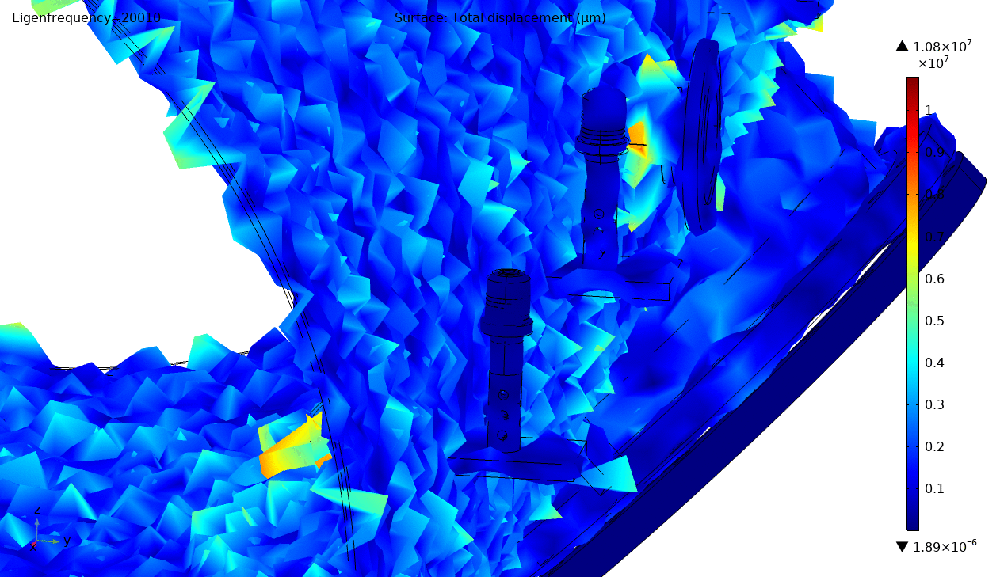 Eigenfrequency=20010
Surface: Total displacement (µm)
▲ 1.08×10⁷
×10⁷
1
0.9
0.8
0.7
0.6
0.5
0.4
0.3
0.2
0.1
▼ 1.89×10⁻⁶
z
y
x